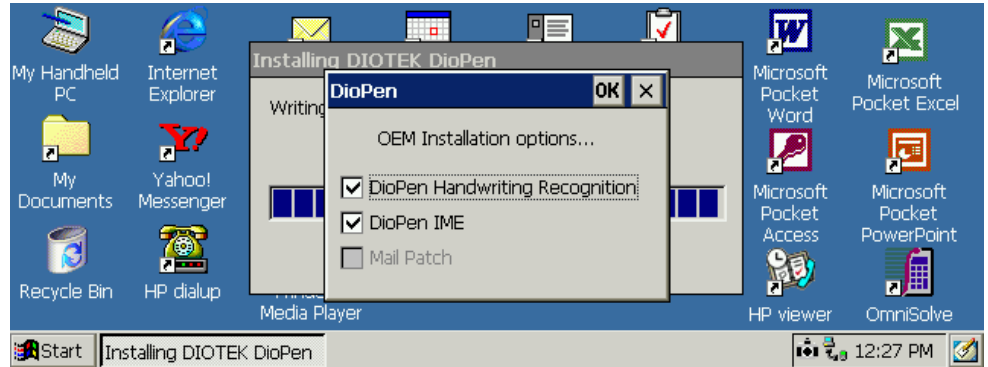 My Handheld
PC
Internet
Explorer
My
Documents
Yahoo!
Messenger
Recycle Bin
HP dialup
Media Player
Installing DIOTEK DioPen
Writing
DioPen
OK
OEM Installation options...
DioPen Handwriting Recognition
DioPen IME
Mail Patch
Microsoft
Pocket
Word
Microsoft
Pocket Excel
Microsoft
Pocket
Access
Microsoft
Pocket
PowerPoint
HP viewer
OmniSolve
Start
Installing DIOTEK DioPen
12:27 PM